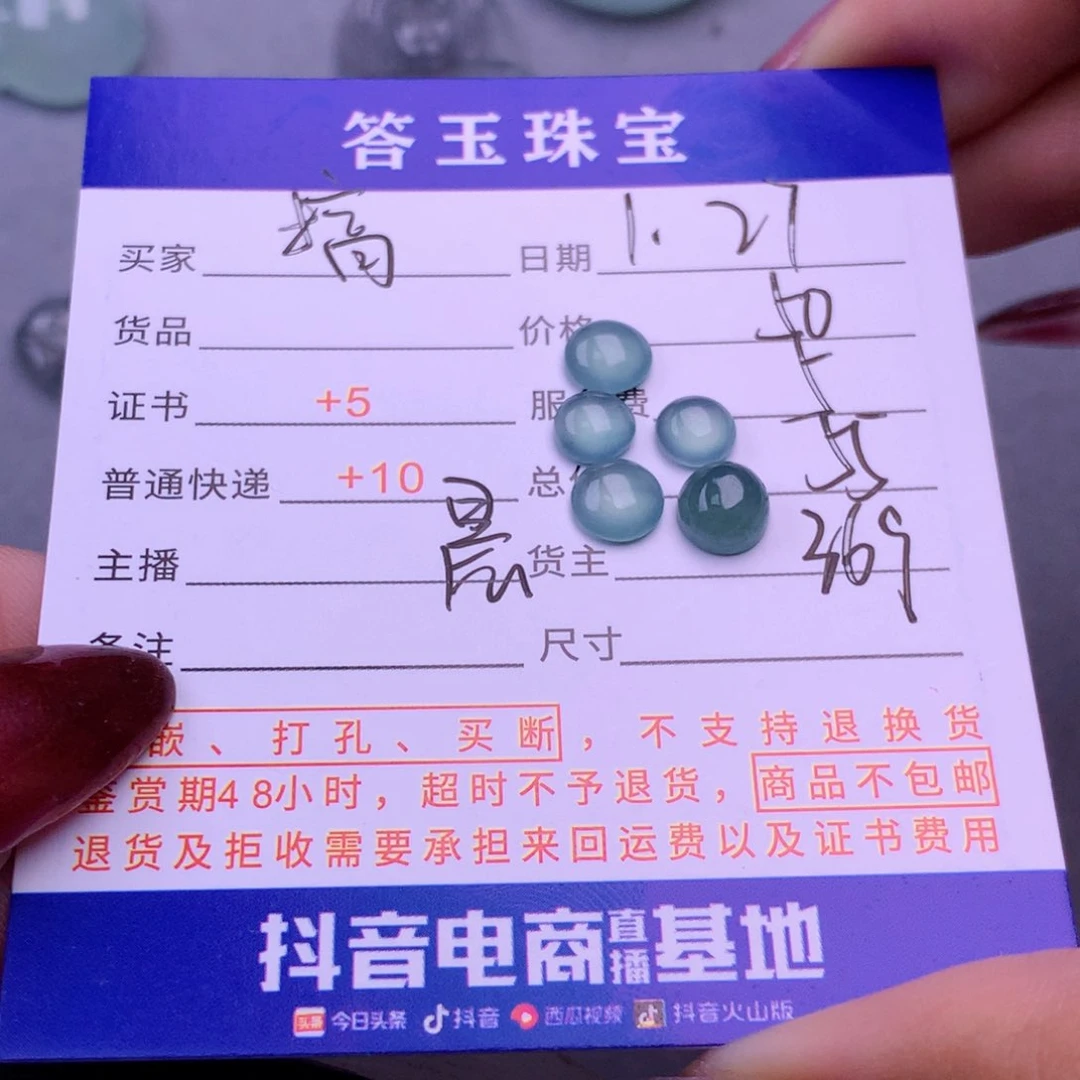 答玉珠宝
买家 搞 日期 1.27
货品 价格
证书 +5 服 费
普通快递 +10 总
主播 晨 货主 369
备注 尺寸
嵌、打孔、买断，不支持退换货
鉴赏期48小时，超时不予退货，商品不包邮
退货及拒收需要承担来回运费以及证书费用
抖音电商直播基地
头条 今日头条 抖音 西瓜视频 抖音火山版